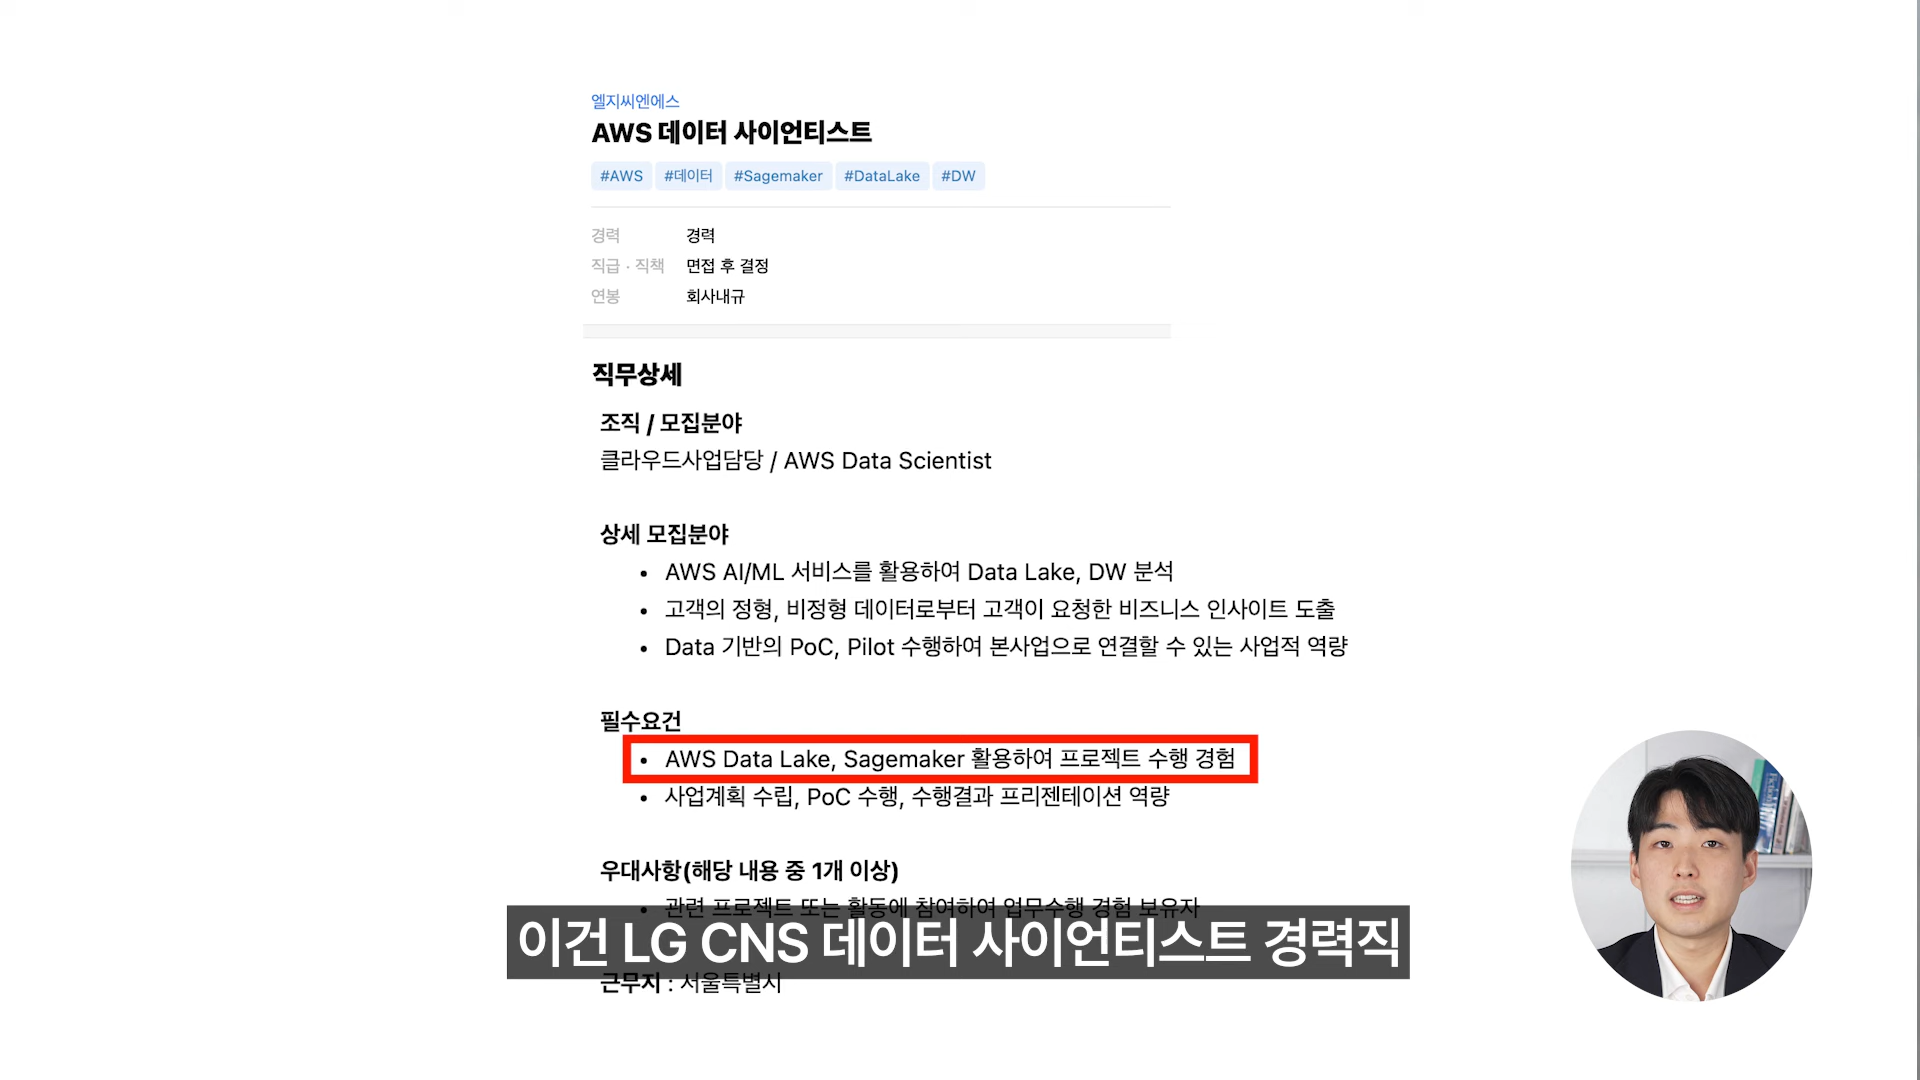 엘지씨엔에스
AWS 데이터 사이언티스트
#AWS #데이터 #Sagemaker #DataLake #DW
경력 경력
직급 · 직책 면접 후 결정
연봉 회사내규
직무상세
조직 / 모집분야
클라우드사업담당 / AWS Data Scientist
상세 모집분야
• AWS AI/ML 서비스를 활용하여 Data Lake, DW 분석
• 고객의 정형, 비정형 데이터로부터 고객이 요청한 비즈니스 인사이트 도출
• Data 기반의 PoC, Pilot 수행하여 본사업으로 연결할 수 있는 사업적 역량
필수요건
• AWS Data Lake, Sagemaker 활용하여 프로젝트 수행 경험
• 사업계획 수립, PoC 수행, 수행결과 프리젠테이션 역량
우대사항(해당 내용 중 1개 이상)
• 관련 프로젝트 또는 활동에 참여하여 업무수행 경험 보유자
이건 LG CNS 데이터 사이언티스트 경력직
근무지 : 서울특별시